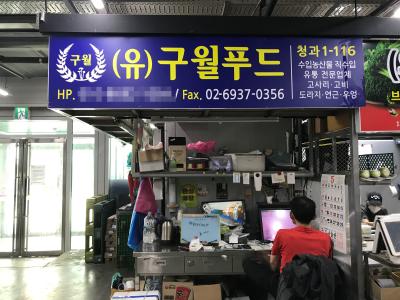 구월
(유)구월푸드
HP.
/ Fax. 02-6937-0356
청과1-116
수입농산물 직수입
유통 전문업체
고사리·고비
도라지·연근·우엉
5